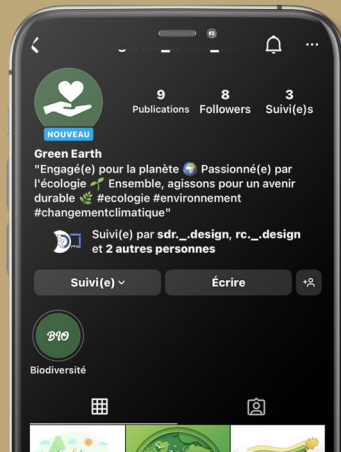 9 8 3
Publications Followers Suivi(e)s
NOUVEAU
Green Earth
"Engagé(e) pour la planète 🌍 Passionné(e) par
l'écologie 🌱 Ensemble, agissons pour un avenir
durable 🌿 #ecologie #environnement
#changementclimatique"
Suivi(e) par sdr._.design, rc._.design
et 2 autres personnes
Suivi(e) Écrire
BIO
Biodiversité